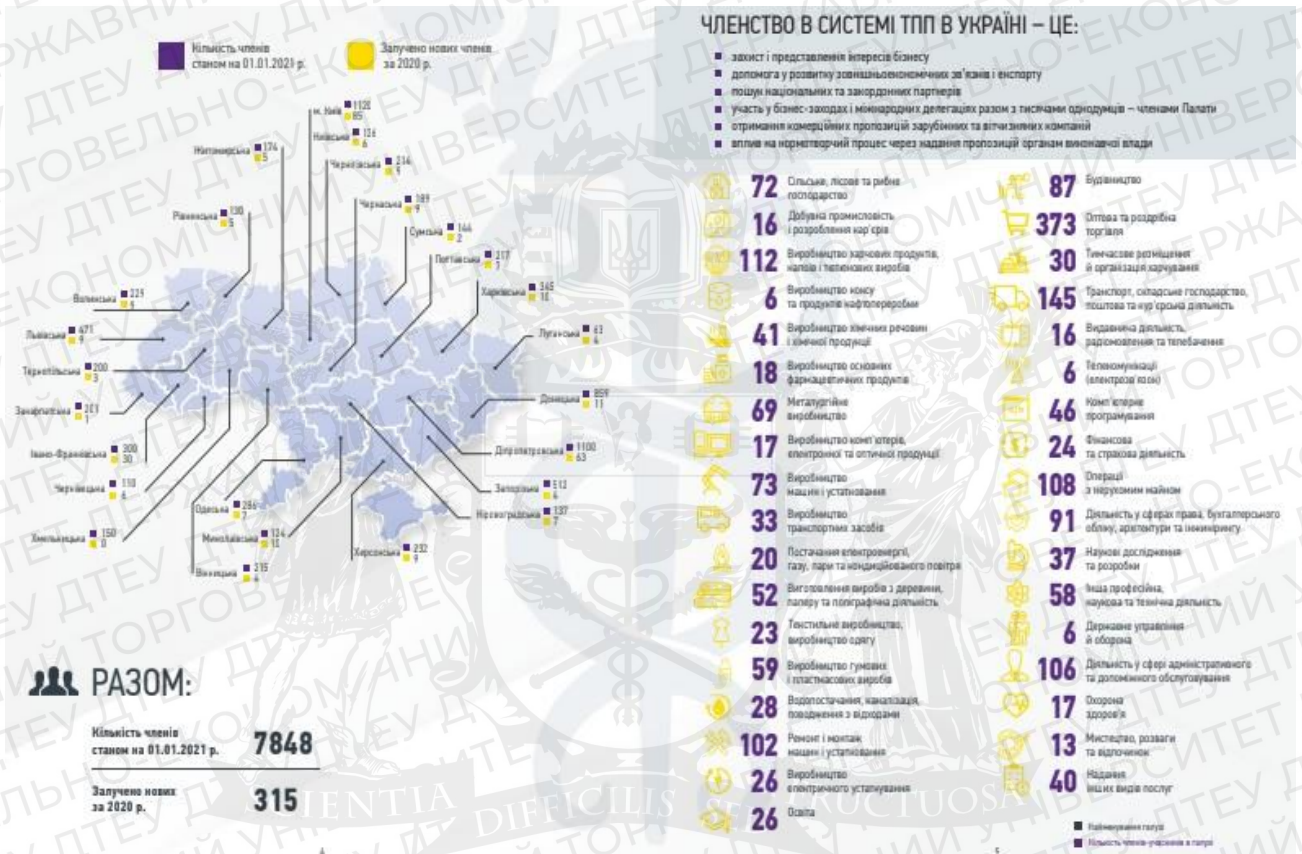 Кількість членів
станом на 01.01.2021 р.
Залучено нових членів
за 2020 р.
м. Київ 1128
85
Київська 136
6
Житомирська 174
5
Чернігівська 214
9
Рівненська 130
5
Черкаська 189
9
Сумська 144
2
Полтавська 217
7
Волинська 229
9
Харківська 345
10
Львівська 471
9
Луганська 63
4
Тернопільська 200
3
Донецька 859
11
Закарпатська 203
1
Івано-Франківська 300
30
Дніпропетровська 1100
63
Чернівецька 110
6
Запорізька 512
4
Одеська 286
7
Кіровоградська 137
7
Хмельницька 150
0
Миколаївська 124
Херсонська 232
9
Вінницька 215
РАЗОМ:
Кількість членів
станом на 01.01.2021 р. 7848
Залучено нових
за 2020 р. 315
ЧЛЕНСТВО В СИСТЕМІ ТПП В УКРАЇНІ – ЦЕ:
захист і представлення інтересів бізнесу
допомога у розвитку зовнішньоекономічних зв'язків і експорту
пошук національних та закордонних партнерів
участь у бізнес-заходах і міжнародних делегаціях разом з тисячами однодумців – членами Палати
отримання комерційних пропозицій зарубіжних та вітчизняних компаній
вплив на нормотворчий процес через надання пропозицій органам виконавчої влади
72 Сільське, лісове та рибне
господарство
16 Добувна промисловість
і розроблення кар'єрів
112 Виробництво харчових продуктів,
напоїв і тютюнових виробів
6 Виробництво коксу
та продуктів нафтопереробки
41 Виробництво хімічних речовин
і хімічної продукції
18 Виробництво основних
фармацевтичних продуктів
69 Металургійне
виробництво
17 Виробництво комп'ютерів,
електронної та оптичної продукції
73 Виробництво
машин і устатковання
33 Виробництво
транспортних засобів
20 Постачання електроенергії,
газу, пари та кондиційованого повітря
52 Виготовлення виробів з деревини,
паперу та поліграфічна діяльність
23 Текстильне виробництво,
виробництво одягу
59 Виробництво гумових
і пластмасових виробів
28 Водопостачання, каналізація,
поводження з відходами
102 Ремонт і монтаж
машин і устатковання
26 Виробництво
електричного устатковання
26 Освіта
87 Будівництво
373 Оптова та роздрібна
торгівля
30 Тимчасове розміщення
й організація харчування
145 Транспорт, складське господарство,
поштова та кур'єрська діяльність
16 Видавнича діяльність,
радіомовлення та телебачення
6 Телекомунікації
(електрозв'язок)
46 Комп'ютерне
програмування
24 Фінансова
та страхова діяльність
108 Операції
з нерухомим майном
91 Діяльність у сферах права, бухгалтерського
обліку, архітектури та інжинірингу
37 Наукові дослідження
та розробки
58 Інша професійна,
наукова та технічна діяльність
6 Державне управління
й оборона
106 Діяльність у сфері адміністративного
та допоміжного обслуговування
17 Охорона
здоров'я
13 Мистецтво, розваги
та відпочинок
40 Надання
інших видів послуг
Найменування галузі
Кількість членів-учасників в галузі
SCIENTIA DIFFICILIS SED FRUCTUOSA